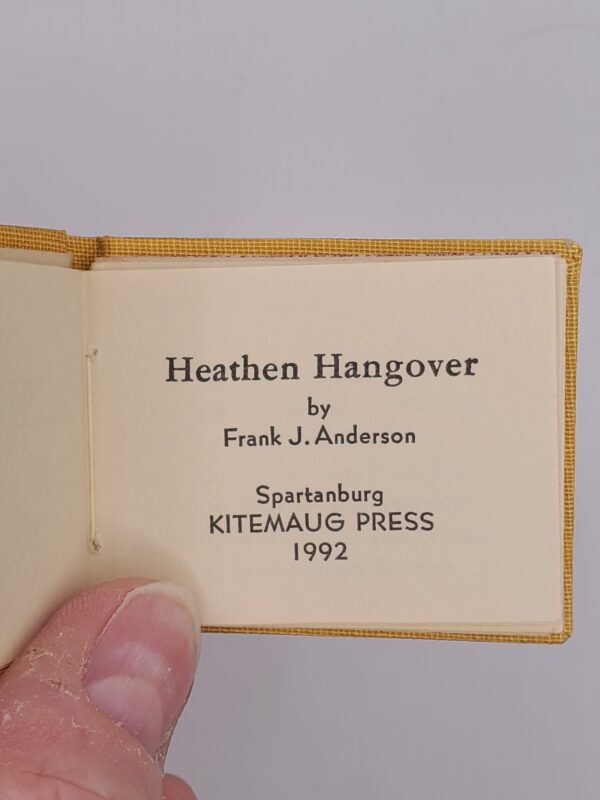 Heathen Hangover
by
Frank J. Anderson
Spartanburg
KITEMAUG PRESS
1992